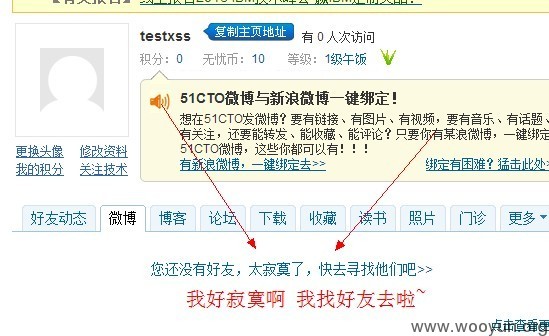 testxss 复制主页地址 有 0 人次访问
积分： 0 无忧币： 10 等级： 1级午饭
51CTO微博与新浪微博一键绑定！
想在51CTO发微博？要有链接、有图片、有视频，要有音乐、有话题、
有关注，还要能转发、能收藏、能评论？只要你有某浪微博，一键绑定
51CTO微博，这些你都可以有！！！
有新浪微博，一键绑定去>> 绑定有困难？猛击此处>
更换头像 修改资料
我的积分 关注技术
好友动态 微博 博客 论坛 下载 收藏 读书 照片 门诊 更多
您还没有好友，太寂寞了，快去寻找他们吧>>
我好寂寞啊 我找好友去啦~
点击查看更
www.wooyun.org